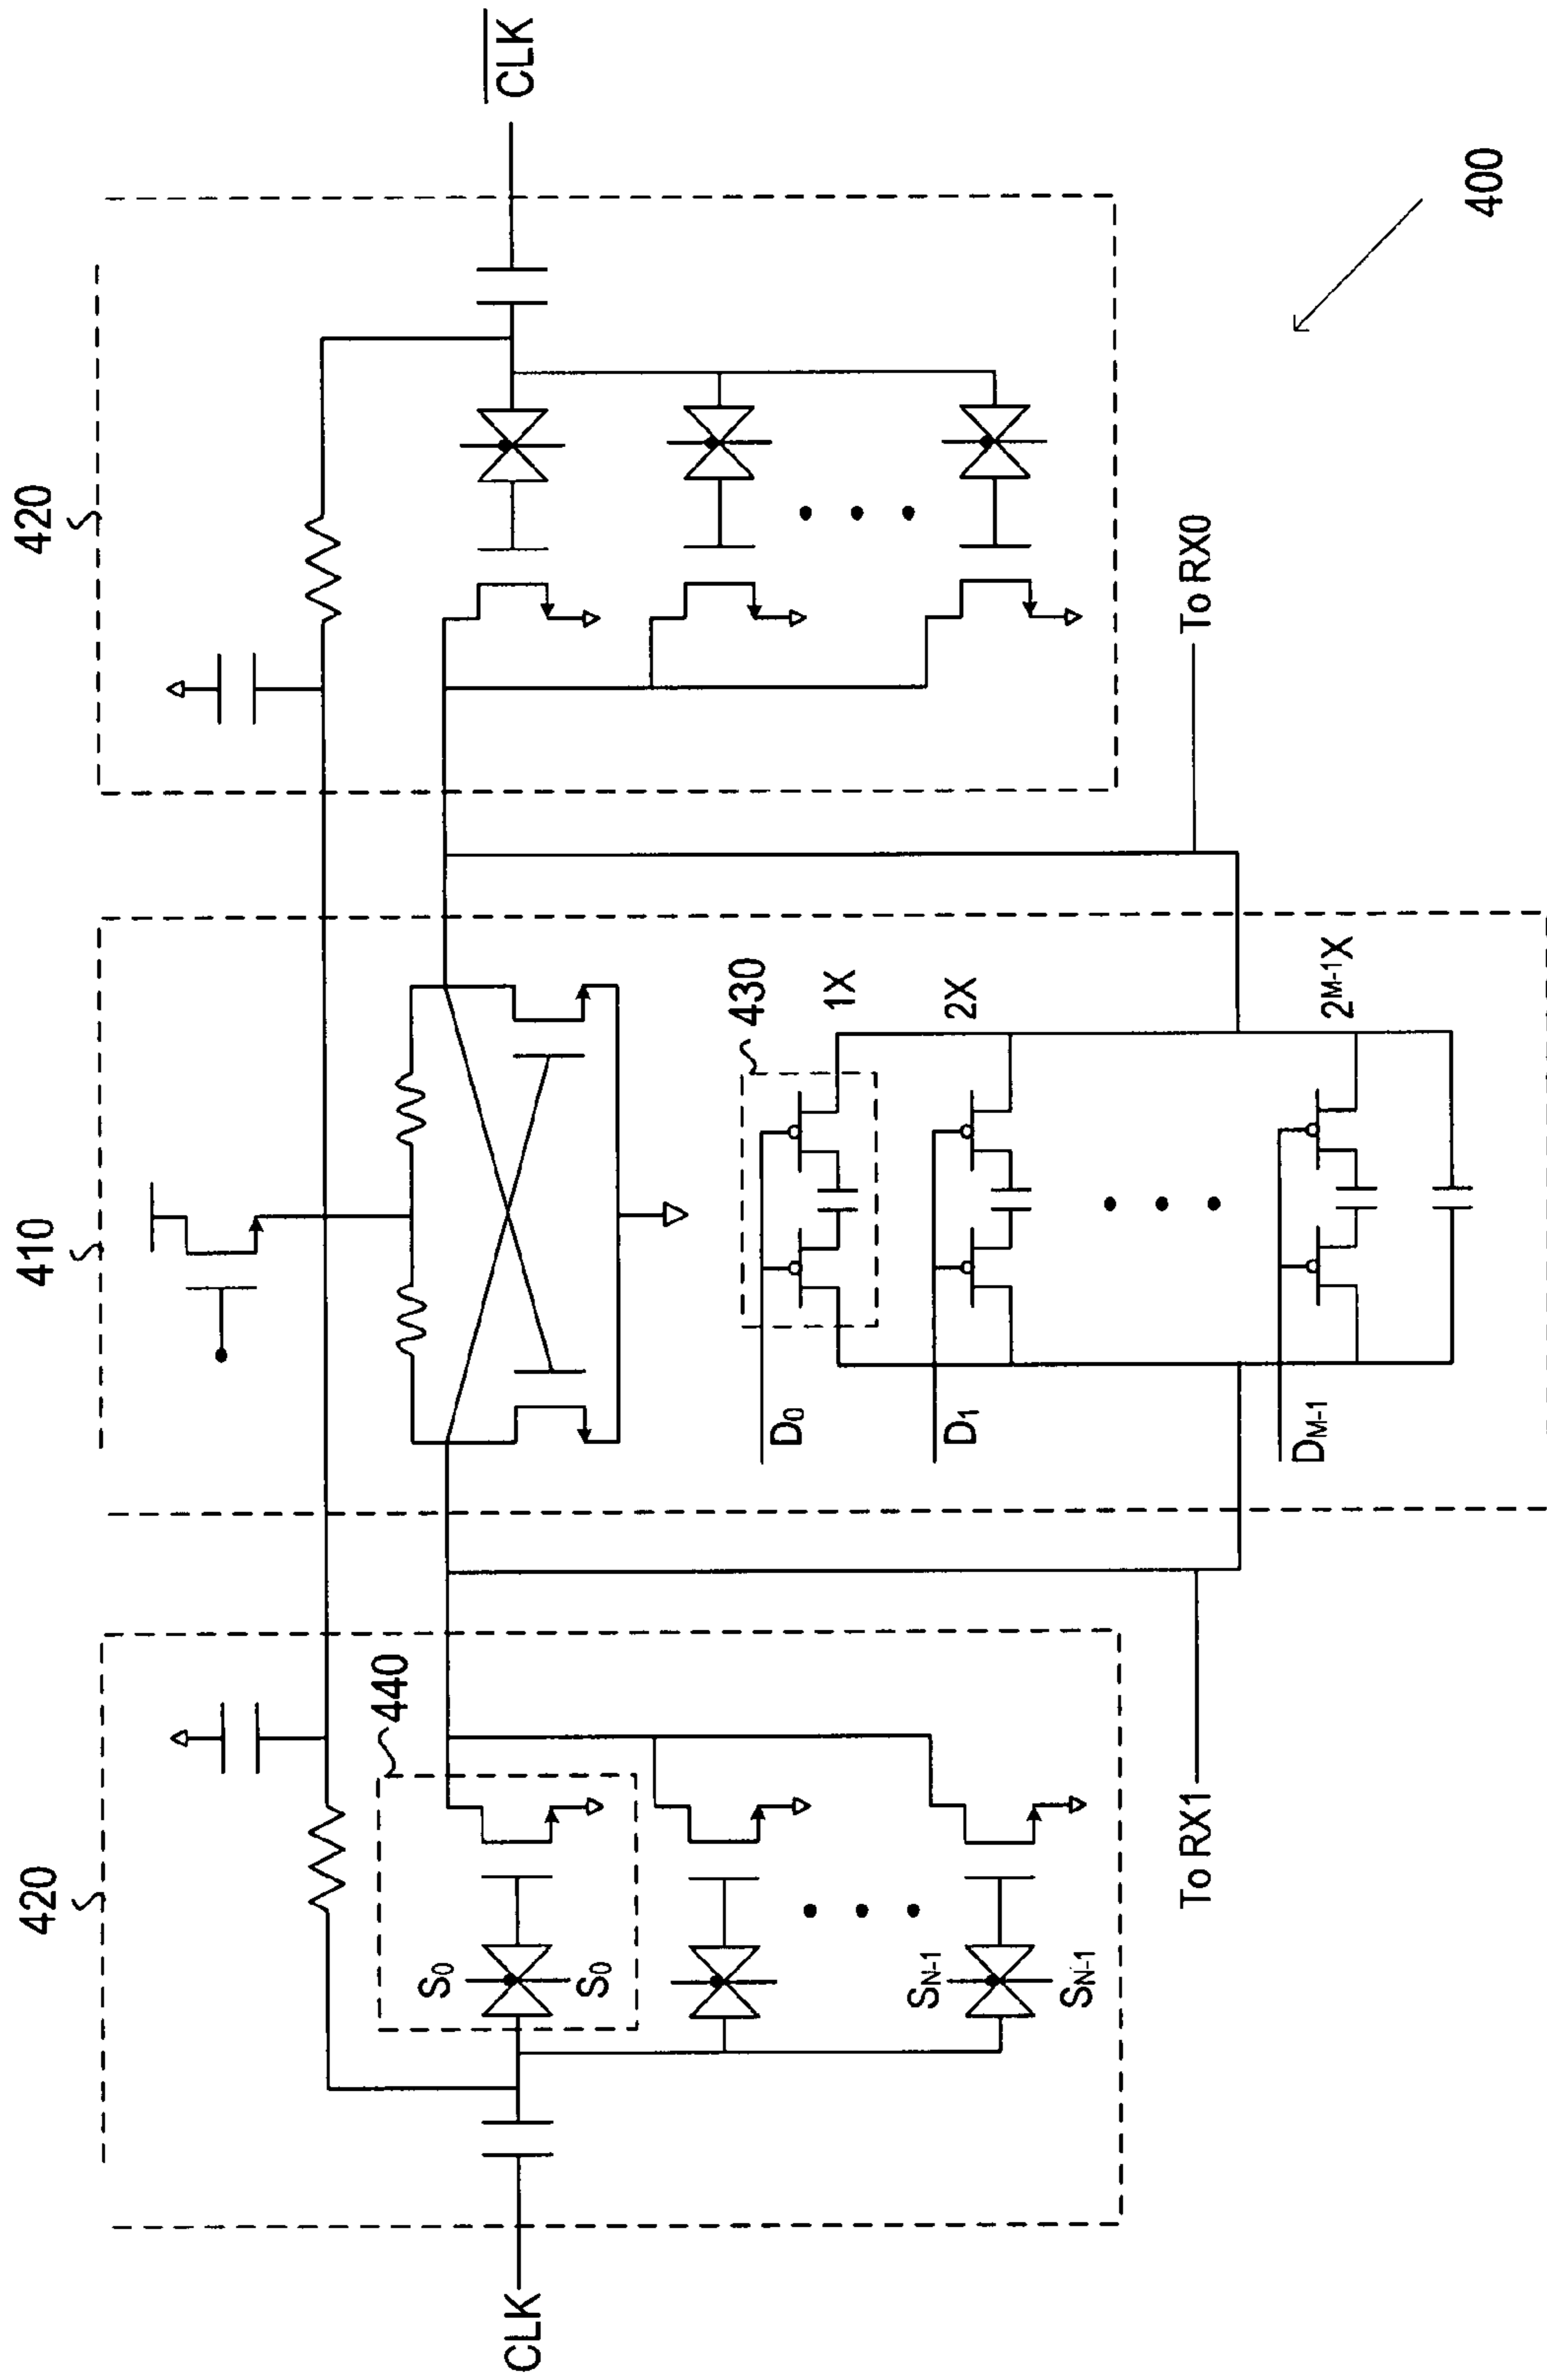 420
410
420
CLK
CLK
440
S0
S0
SN-1
SN-1
430
1X
2X
2M-1X
D0
D1
DM-1
To RX1
To RX0
400